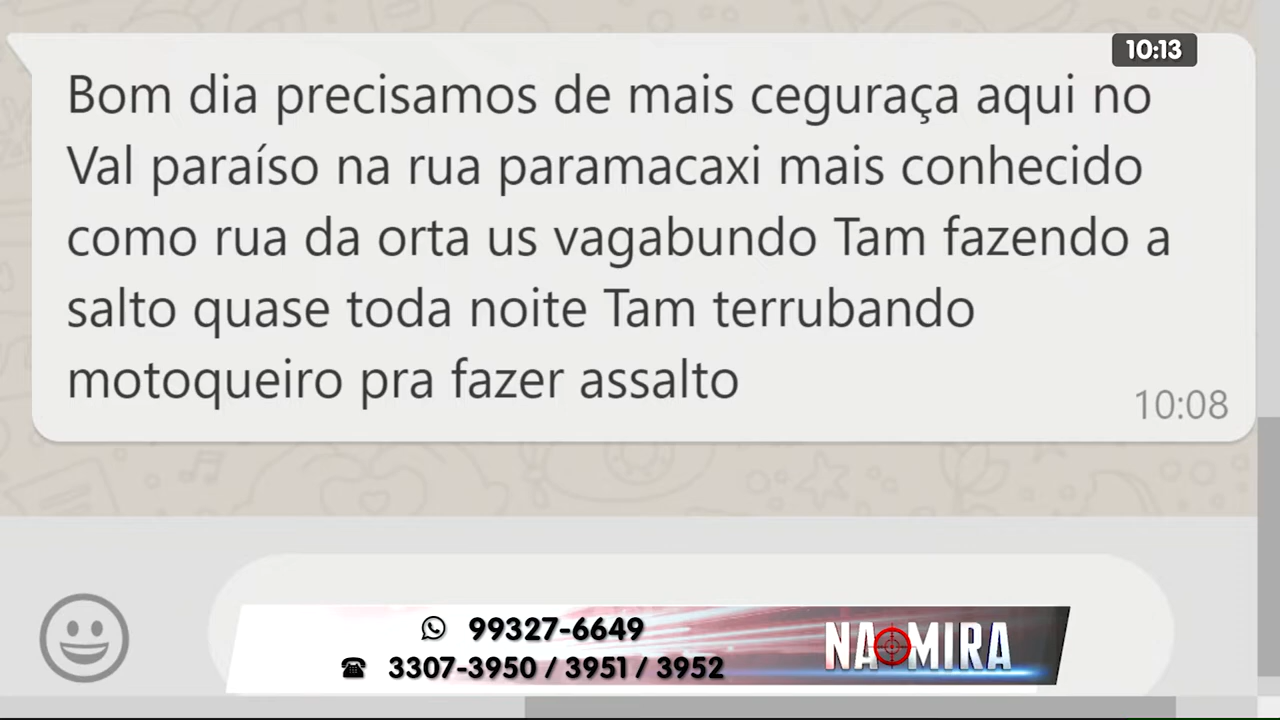 10:13
Bom dia precisamos de mais ceguraça aqui no
Val paraíso na rua paramacaxi mais conhecido
como rua da orta us vagabundo Tam fazendo a
salto quase toda noite Tam terrubando
motoqueiro pra fazer assalto
10:08
99327-6649
3307-3950 / 3951 / 3952
NA MIRA